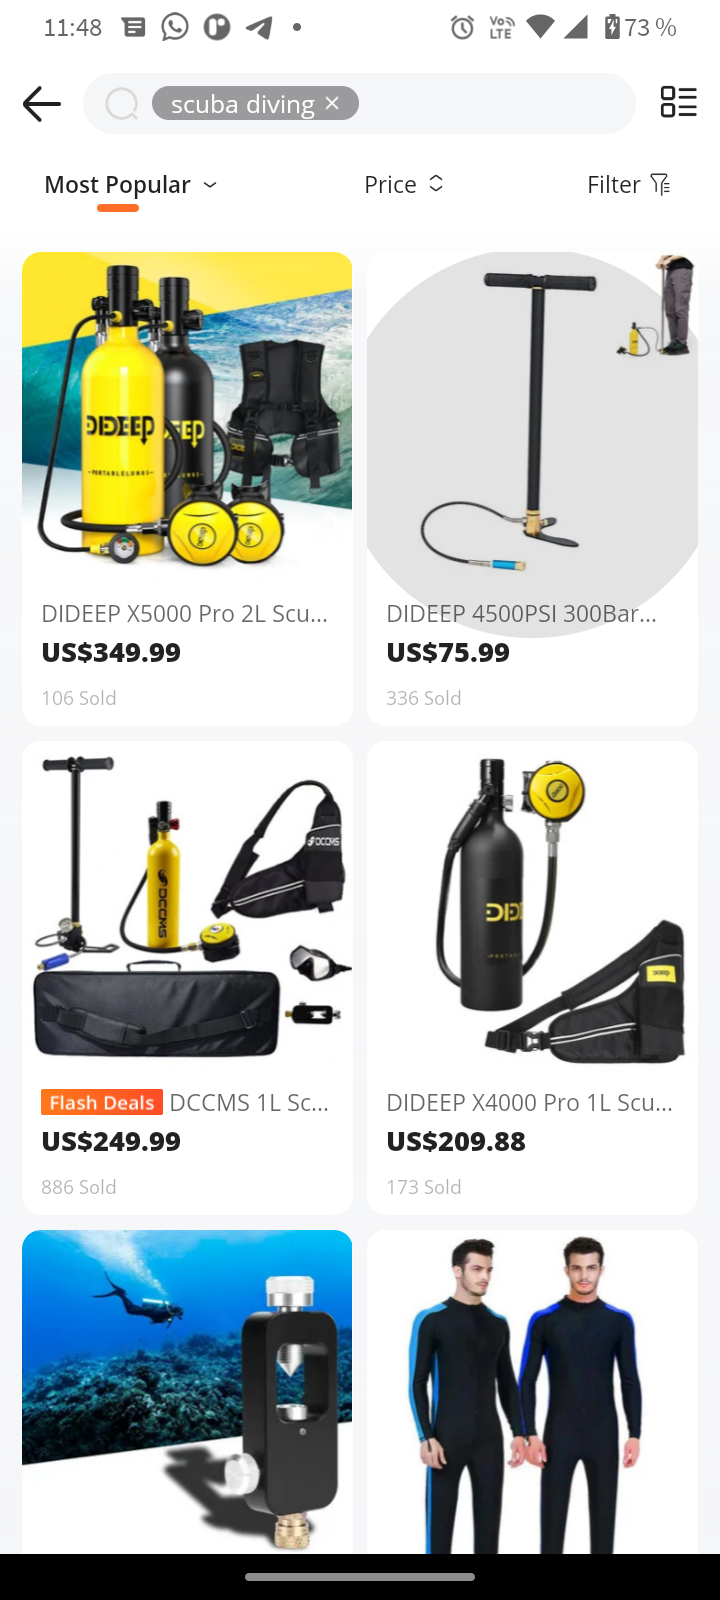 11:48
Vo) LTE
73 %
scuba diving ×
Most Popular
Price
Filter
DIDEEP
-PORTABLELUNGS-
DIDEEP X5000 Pro 2L Scu...
US$349.99
106 Sold
DIDEEP 4500PSI 300Bar...
US$75.99
336 Sold
DCCMS
DCCMS
Flash Deals DCCMS 1L Sc...
US$249.99
886 Sold
DIDEEP X4000 Pro 1L Scu...
US$209.88
173 Sold